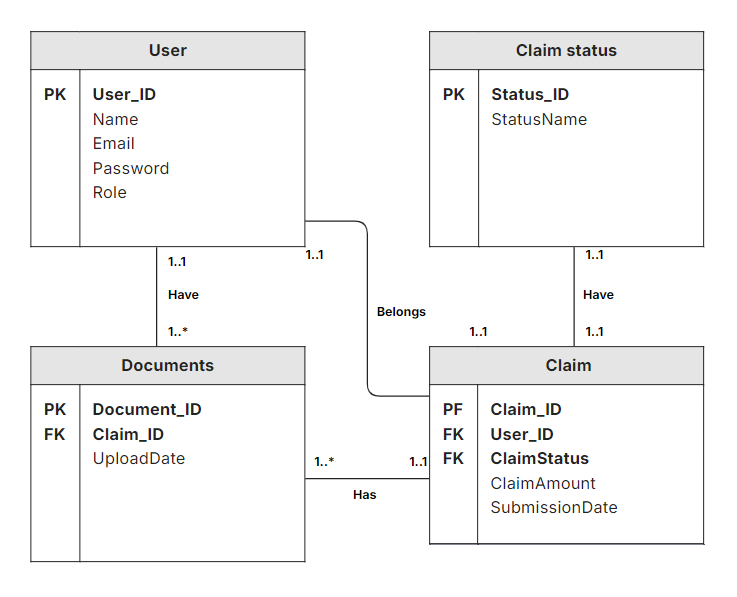 User
PK User_ID
Name
Email
Password
Role
Claim status
PK Status_ID
StatusName
1..1
Have
1..*
1..1
Belongs
1..1
1..1
Have
1..1
Documents
PK Document_ID
FK Claim_ID
UploadDate
1..*
1..1
Has
Claim
PF Claim_ID
FK User_ID
FK ClaimStatus
ClaimAmount
SubmissionDate